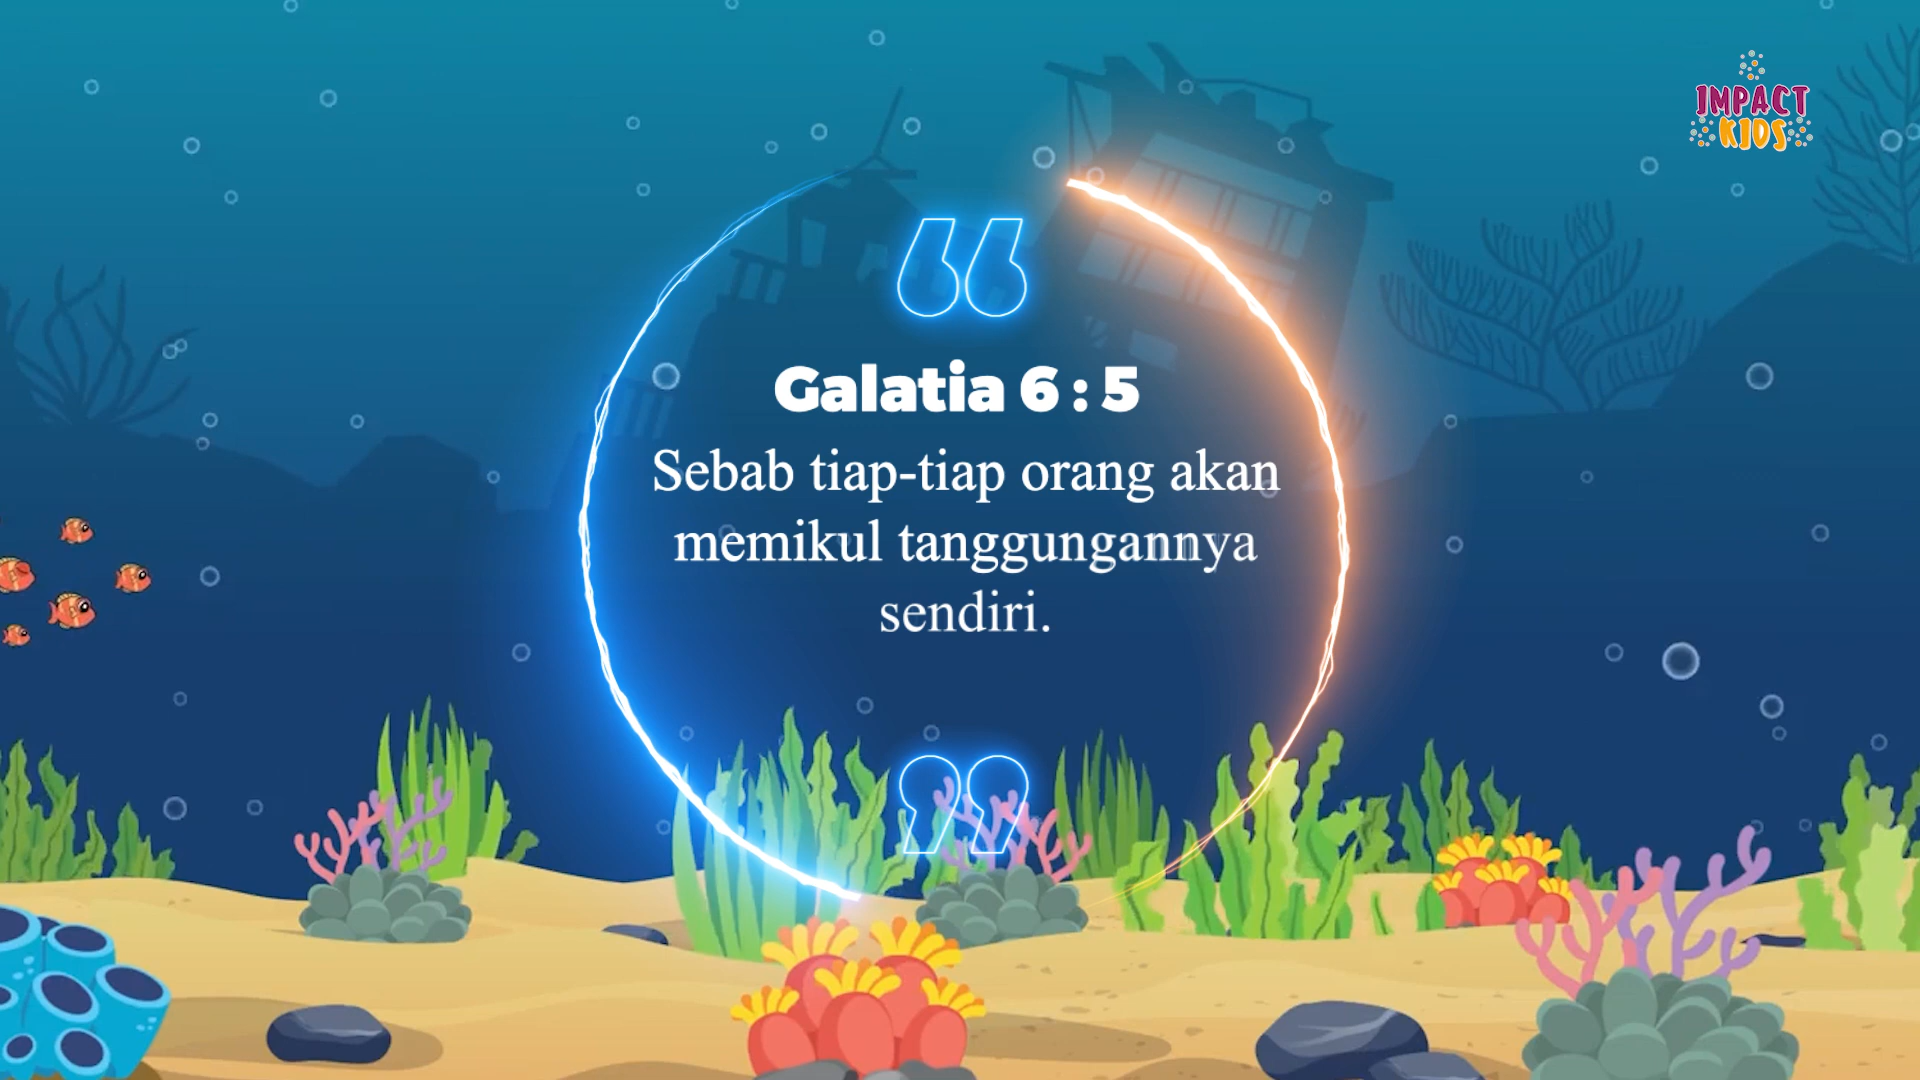 IMPACT
KIDS
Galatia 6 : 5
Sebab tiap-tiap orang akan
memikul tanggungannya
sendiri.